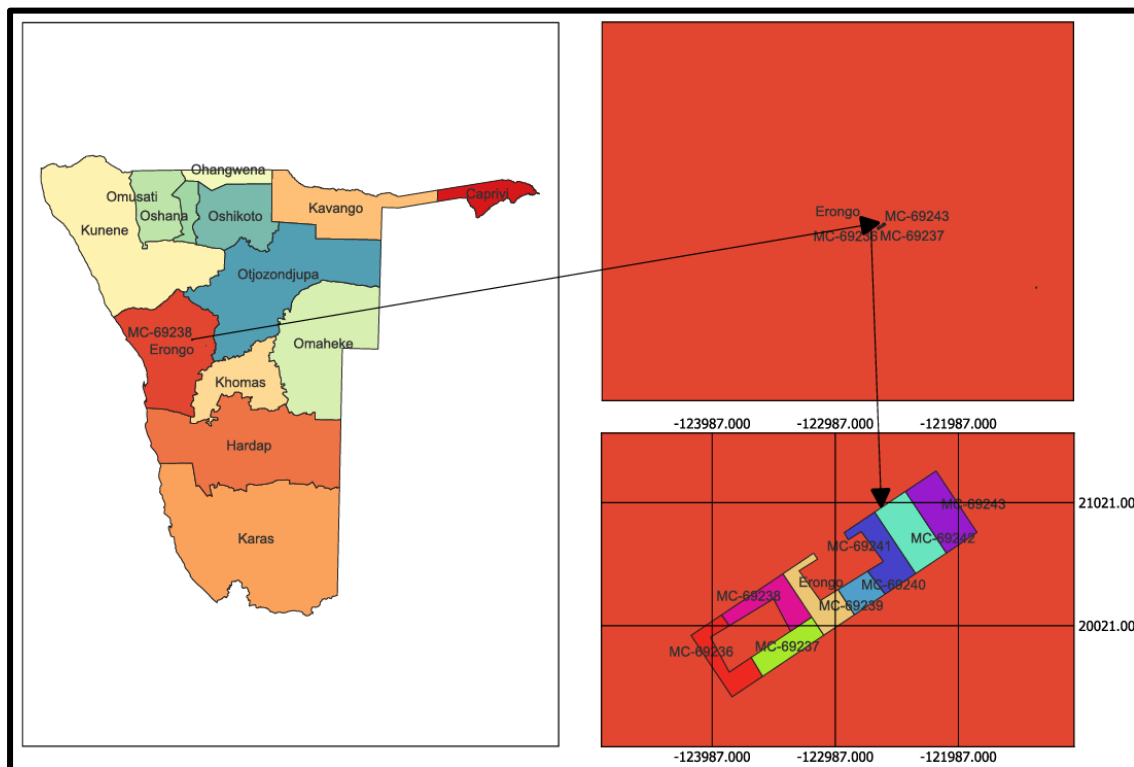 Ohangwena
Omusati
Caprivi
Kavango
Oshana
Oshikoto
Kunene
Otjozondjupa
MC-69238
Erongo
Omaheke
Khomas
Hardap
Karas
Erongo
MC-69243
MC-69236
MC-69237
-123987.000
-122987.000
-121987.000
21021.00
MC-69243
MC-69242
MC-69241
Erongo
MC-69240
MC-69238
MC-69239
20021.00
MC-69237
MC-69236
-123987.000
-122987.000
-121987.000